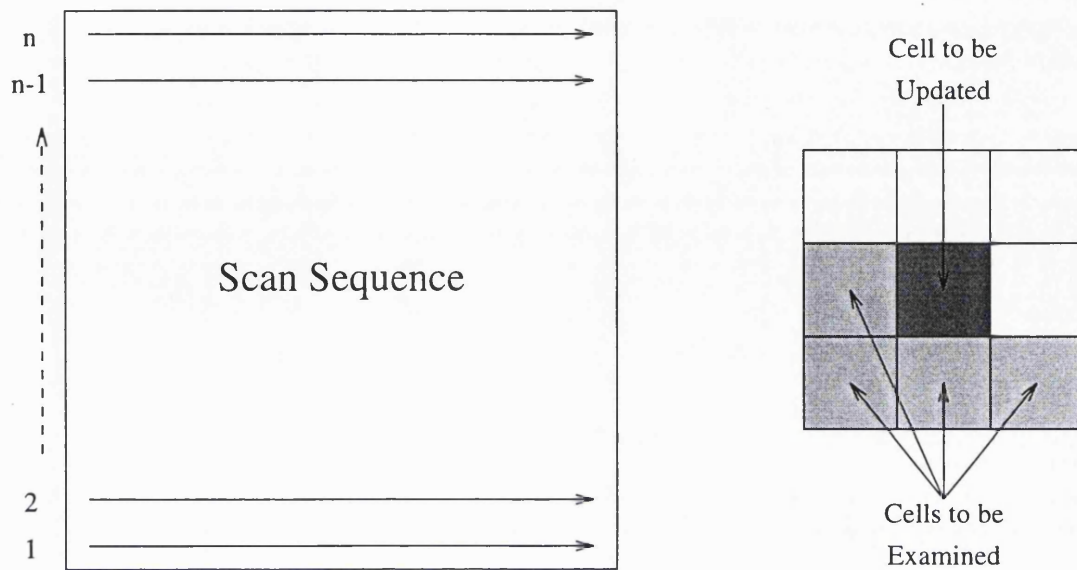 n
n-1
Scan Sequence
2
1
Cell to be
Updated
Cells to be
Examined